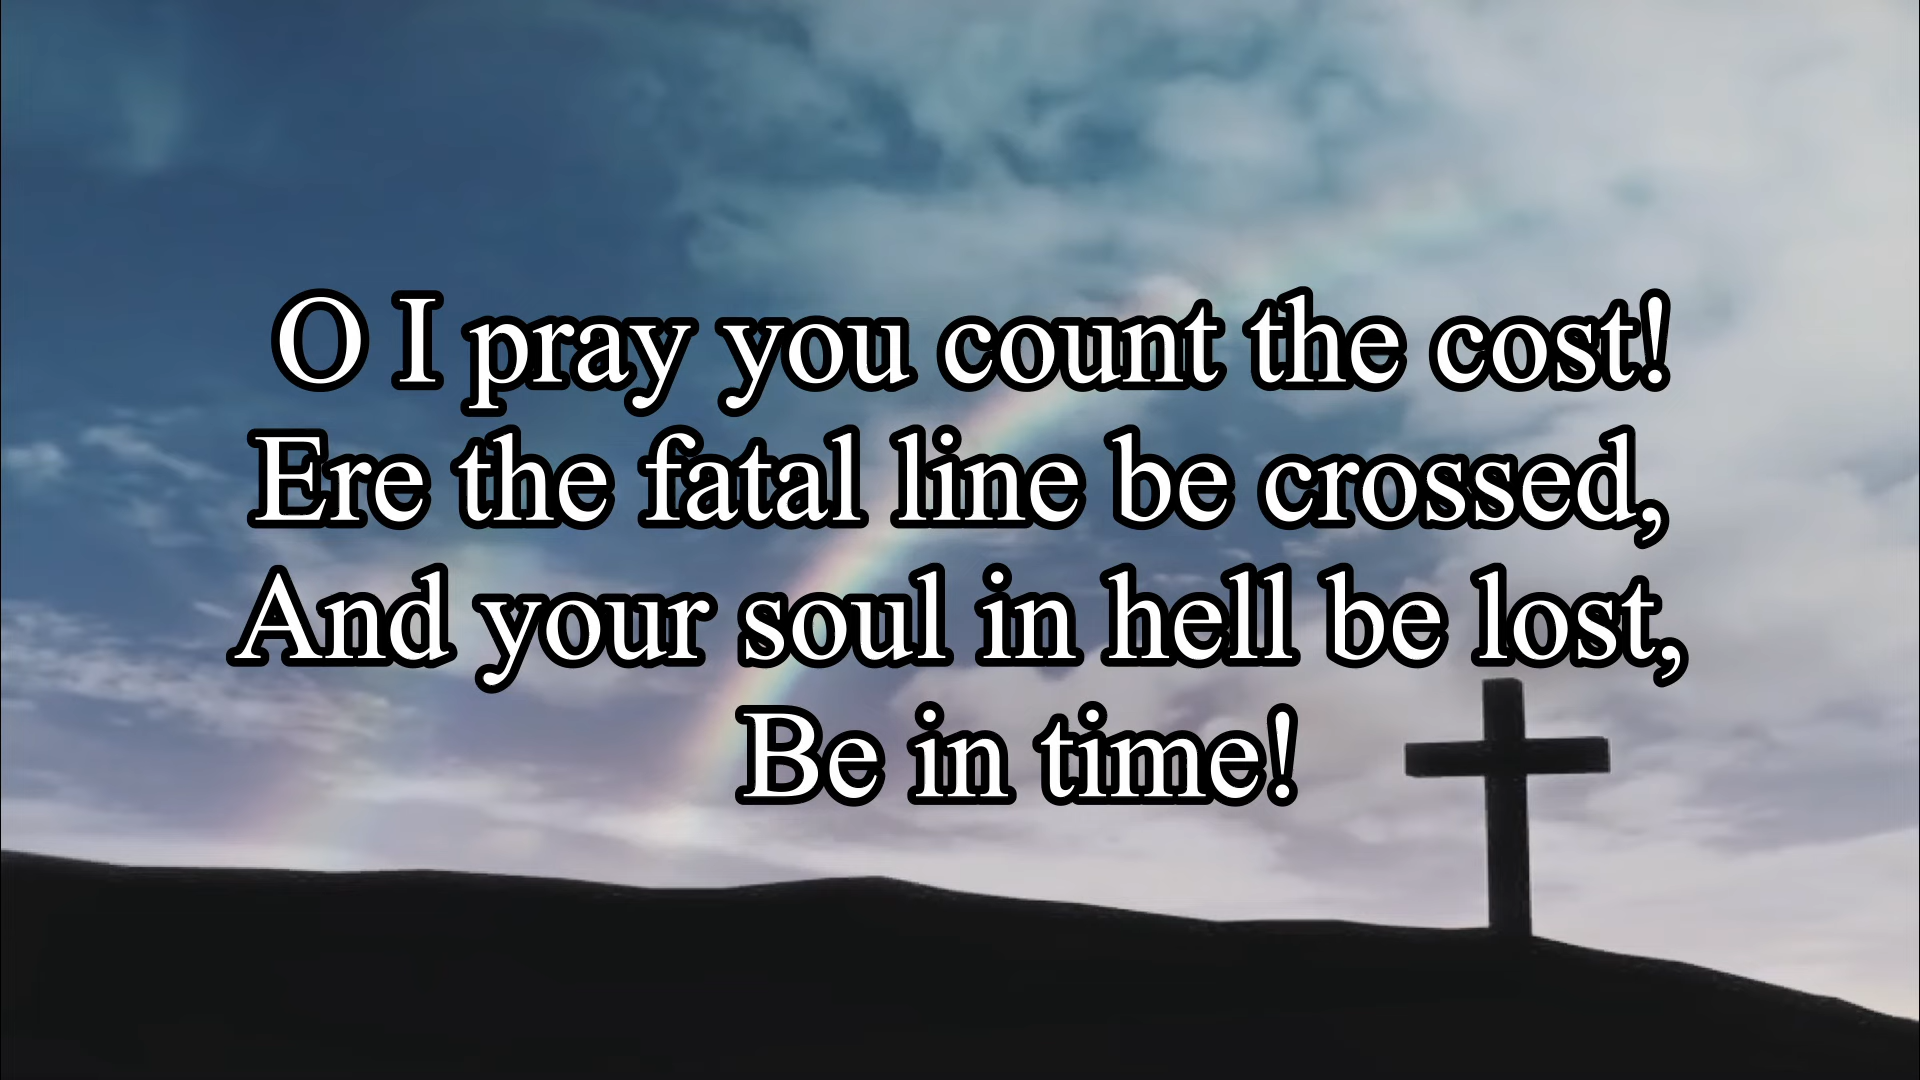 O I pray you count the cost!
Ere the fatal line be crossed,
And your soul in hell be lost,
Be in time!